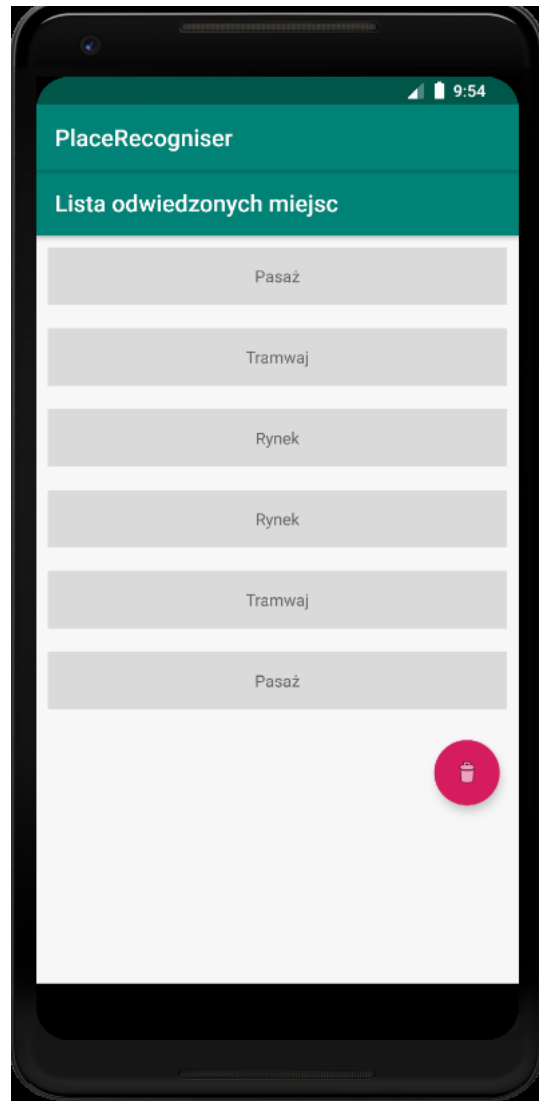 9:54
PlaceRecogniser
Lista odwiedzonych miejsc
Pasaż
Tramwaj
Rynek
Rynek
Tramwaj
Pasaż